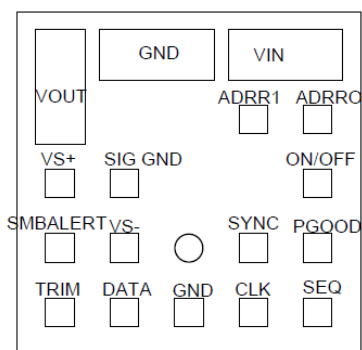 GND
VIN
VOUT
ADRR1 ADRRO
VS+ SIG GND ON/OFF
SMBALERT VS- SYNC PGOOD
TRIM DATA GND CLK SEQ